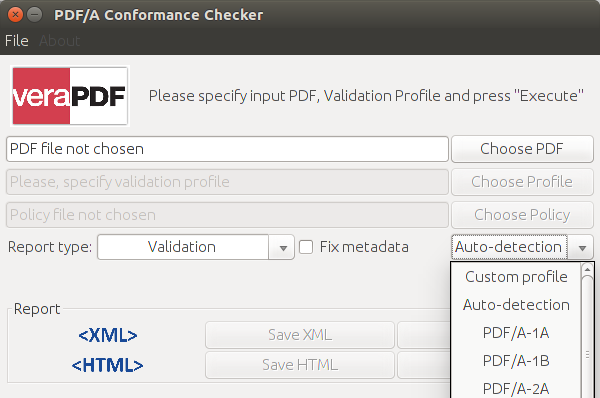 PDF/A Conformance Checker
File About
veraPDF Please specify input PDF, Validation Profile and press "Execute"
PDF file not chosen Choose PDF
Please, specify validation profile Choose Profile
Policy file not chosen Choose Policy
Report type: Validation Fix metadata Auto-detection
Custom profile
Auto-detection
PDF/A-1A
PDF/A-1B
PDF/A-2A
Report
<XML> Save XML
<HTML> Save HTML